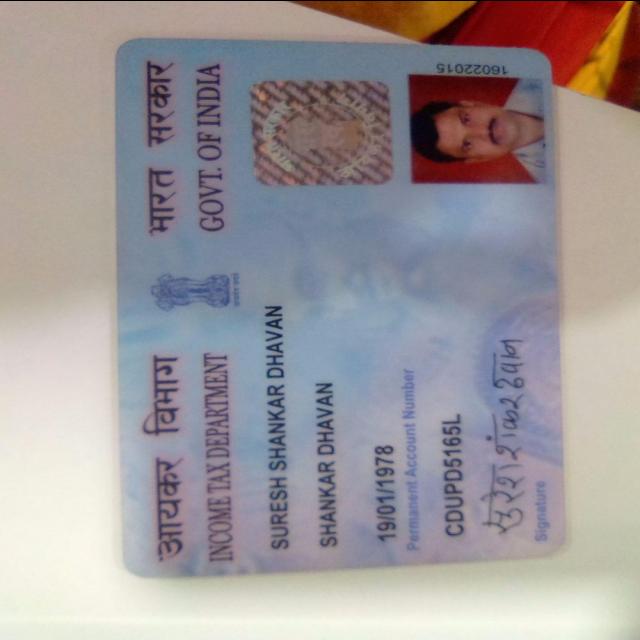 आयकर विभाग
INCOME TAX DEPARTMENT
भारत सरकार
GOVT. OF INDIA
SURESH SHANKAR DHAVAN
SHANKAR DHAVAN
19/01/1978
Permanent Account Number
CDUPD5165L
सुरेश शंकर ढवाण
Signature
16022015